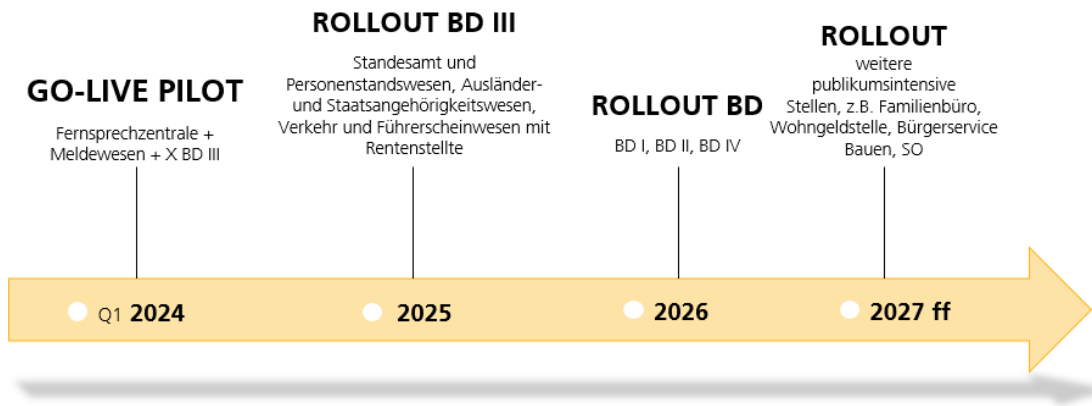 GO-LIVE PILOT
Fernsprechzentrale +
Meldewesen + X BD III
ROLLOUT BD III
Standesamt und
Personenstandswesen, Ausländer-
und Staatsangehörigkeitswesen,
Verkehr und Führerscheinwesen mit
Rentenstellte
ROLLOUT BD
BD I, BD II, BD IV
ROLLOUT
weitere
publikumsintensive
Stellen, z.B. Familienbüro,
Wohngeldstelle, Bürgerservice
Bauen, SO
Q1 2024
2025
2026
2027 ff